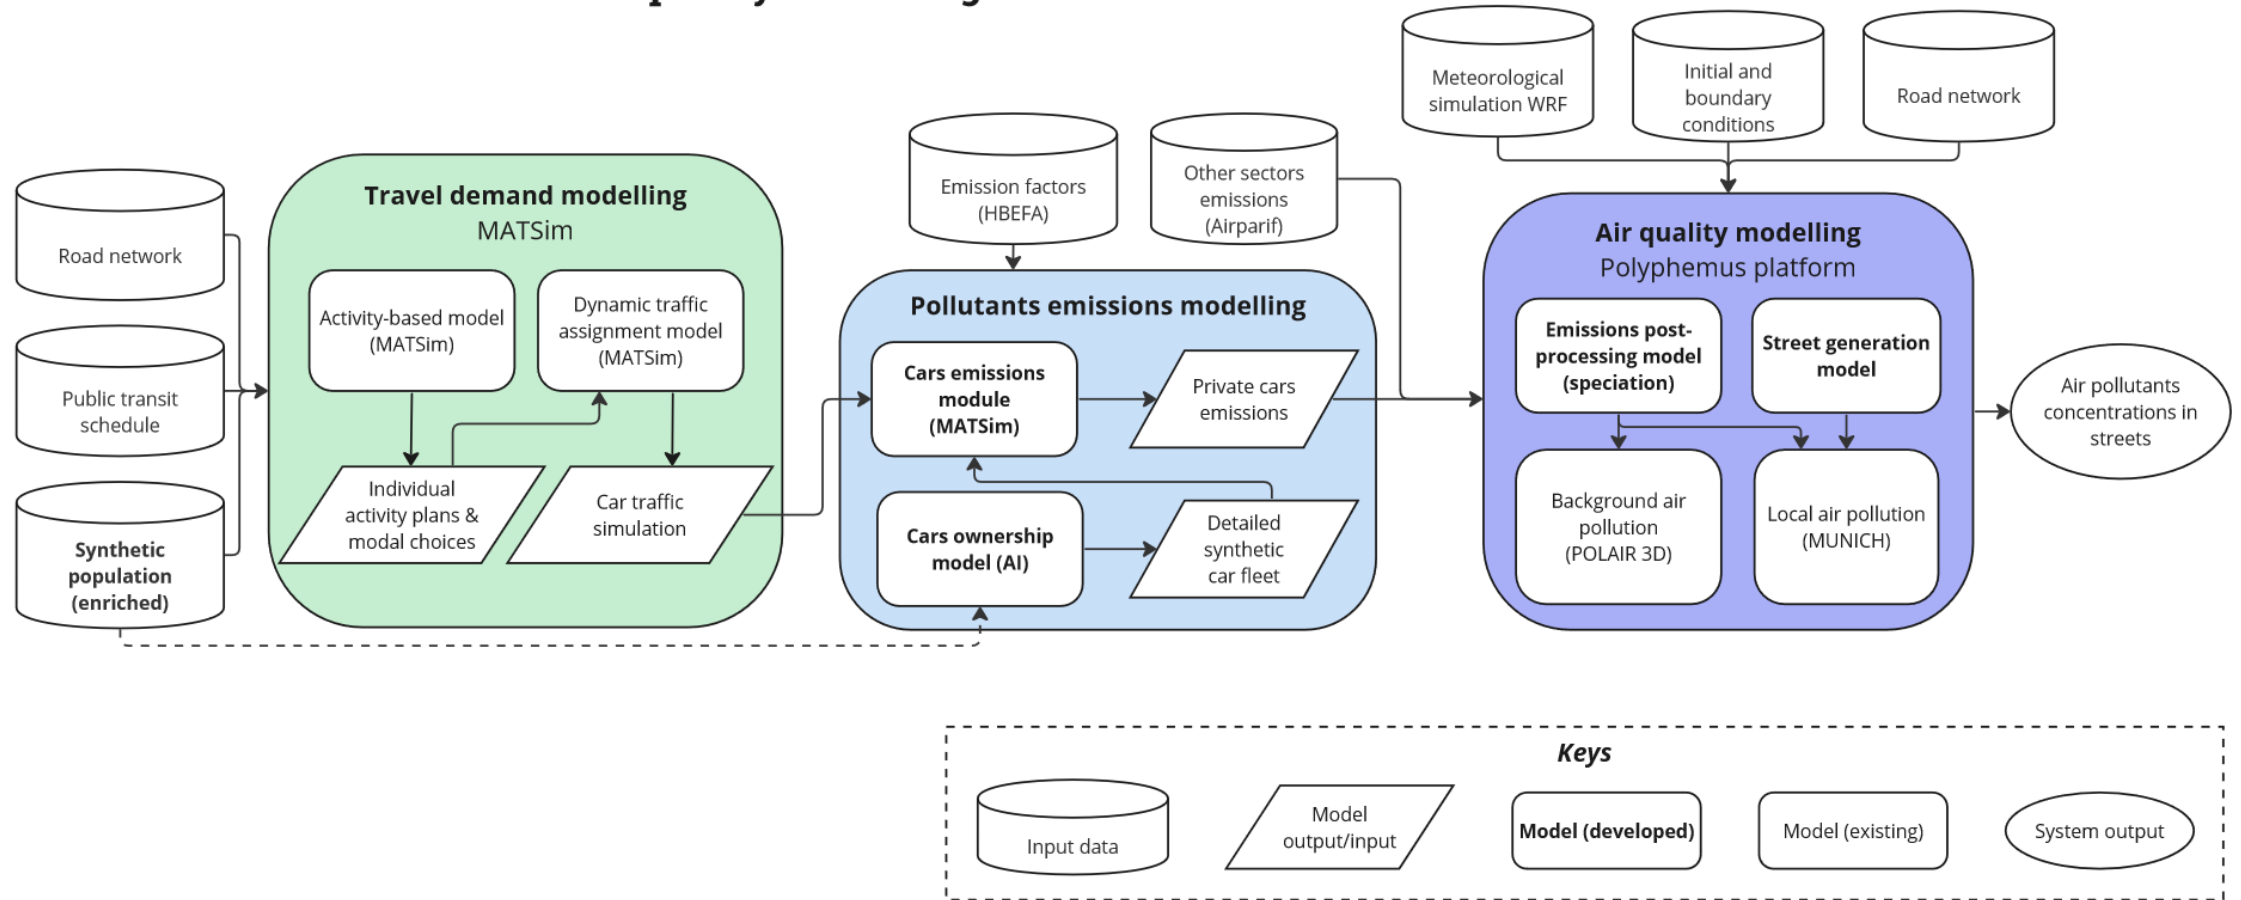 Meteorological
simulation WRF
Initial and
boundary
conditions
Road network
Emission factors
(HBEFA)
Other sectors
emissions
(Airparif)
Road network
Public transit
schedule
Synthetic
population
(enriched)
Travel demand modelling
MATSim
Activity-based model
(MATSim)
Dynamic traffic
assignment model
(MATSim)
Individual
activity plans &
modal choices
Car traffic
simulation
Pollutants emissions modelling
Cars emissions
module
(MATSim)
Private cars
emissions
Cars ownership
model (AI)
Detailed
synthetic
car fleet
Air quality modelling
Polyphemus platform
Emissions post-
processing model
(speciation)
Street generation
model
Background air
pollution
(POLAIR 3D)
Local air pollution
(MUNICH)
Air pollutants
concentrations in
streets
Keys
Input data
Model
output/input
Model (developed)
Model (existing)
System output